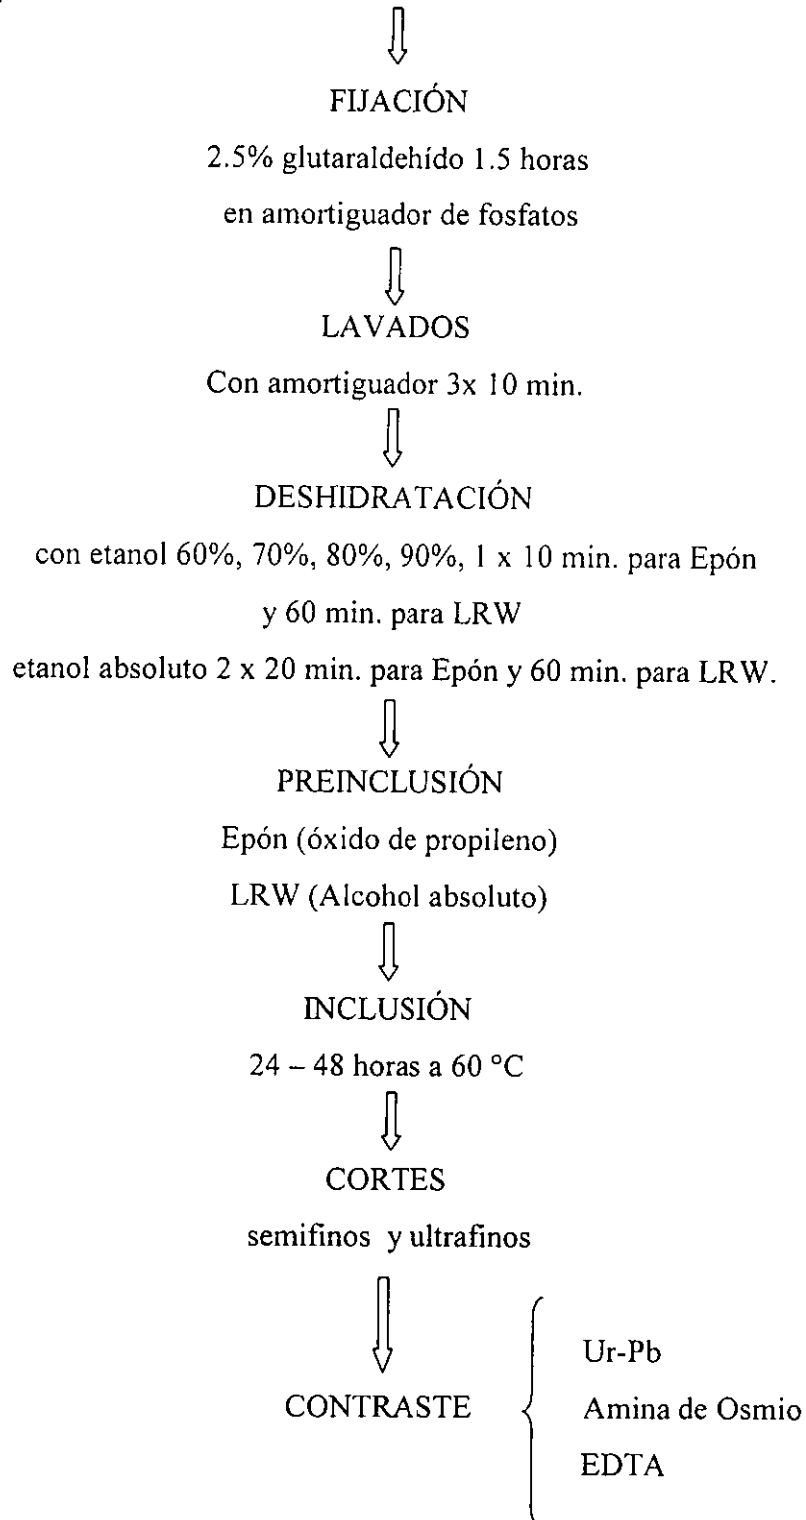 FIJACIÓN
2.5% glutaraldehído 1.5 horas
en amortiguador de fosfatos
LAVADOS
Con amortiguador 3x 10 min.
DESHIDRATACIÓN
con etanol 60%, 70%, 80%, 90%, 1 x 10 min. para Epón
y 60 min. para LRW
etanol absoluto 2 x 20 min. para Epón y 60 min. para LRW.
PREINCLUSIÓN
Epón (óxido de propileno)
LRW (Alcohol absoluto)
INCLUSIÓN
24 – 48 horas a 60 °C
CORTES
semifinos y ultrafinos
CONTRASTE
Ur-Pb
Amina de Osmio
EDTA